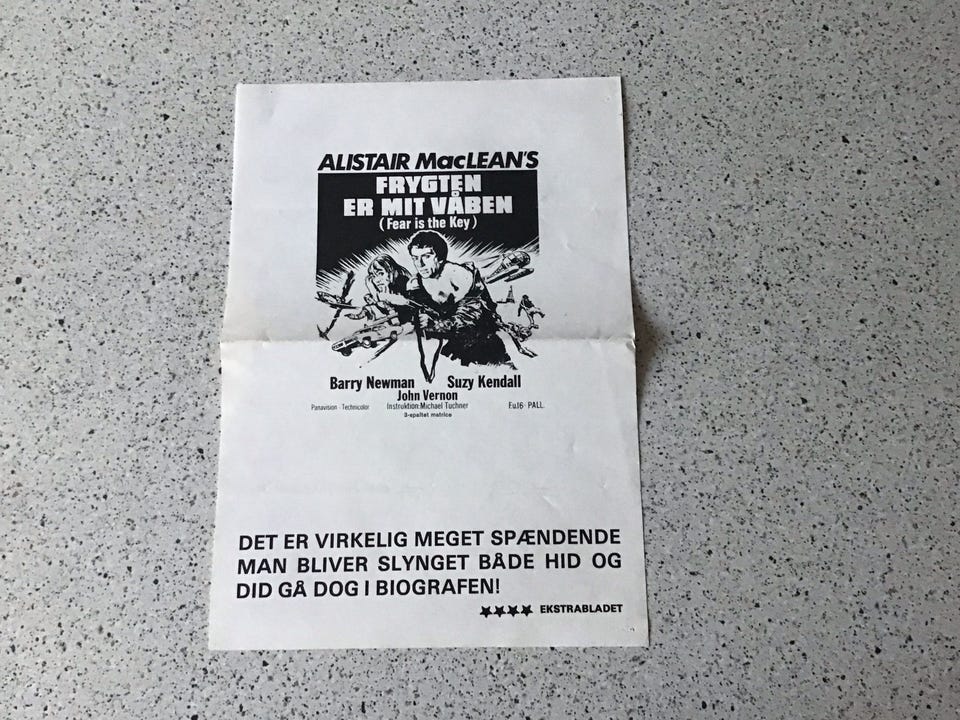 ALISTAIR MacLEAN'S
FRYGTEN
ER MIT VÅBEN
(Fear is the Key)
Barry Newman Suzy Kendall
John Vernon
Panavision - Technicolor Instruktion: Michael Tuchner F.u.16 - PALL.
3-spaltet matrice
DET ER VIRKELIG MEGET SPÆNDENDE
MAN BLIVER SLYNGET BÅDE HID OG
DID GÅ DOG I BIOGRAFEN!
★★★★ EKSTRABLADET